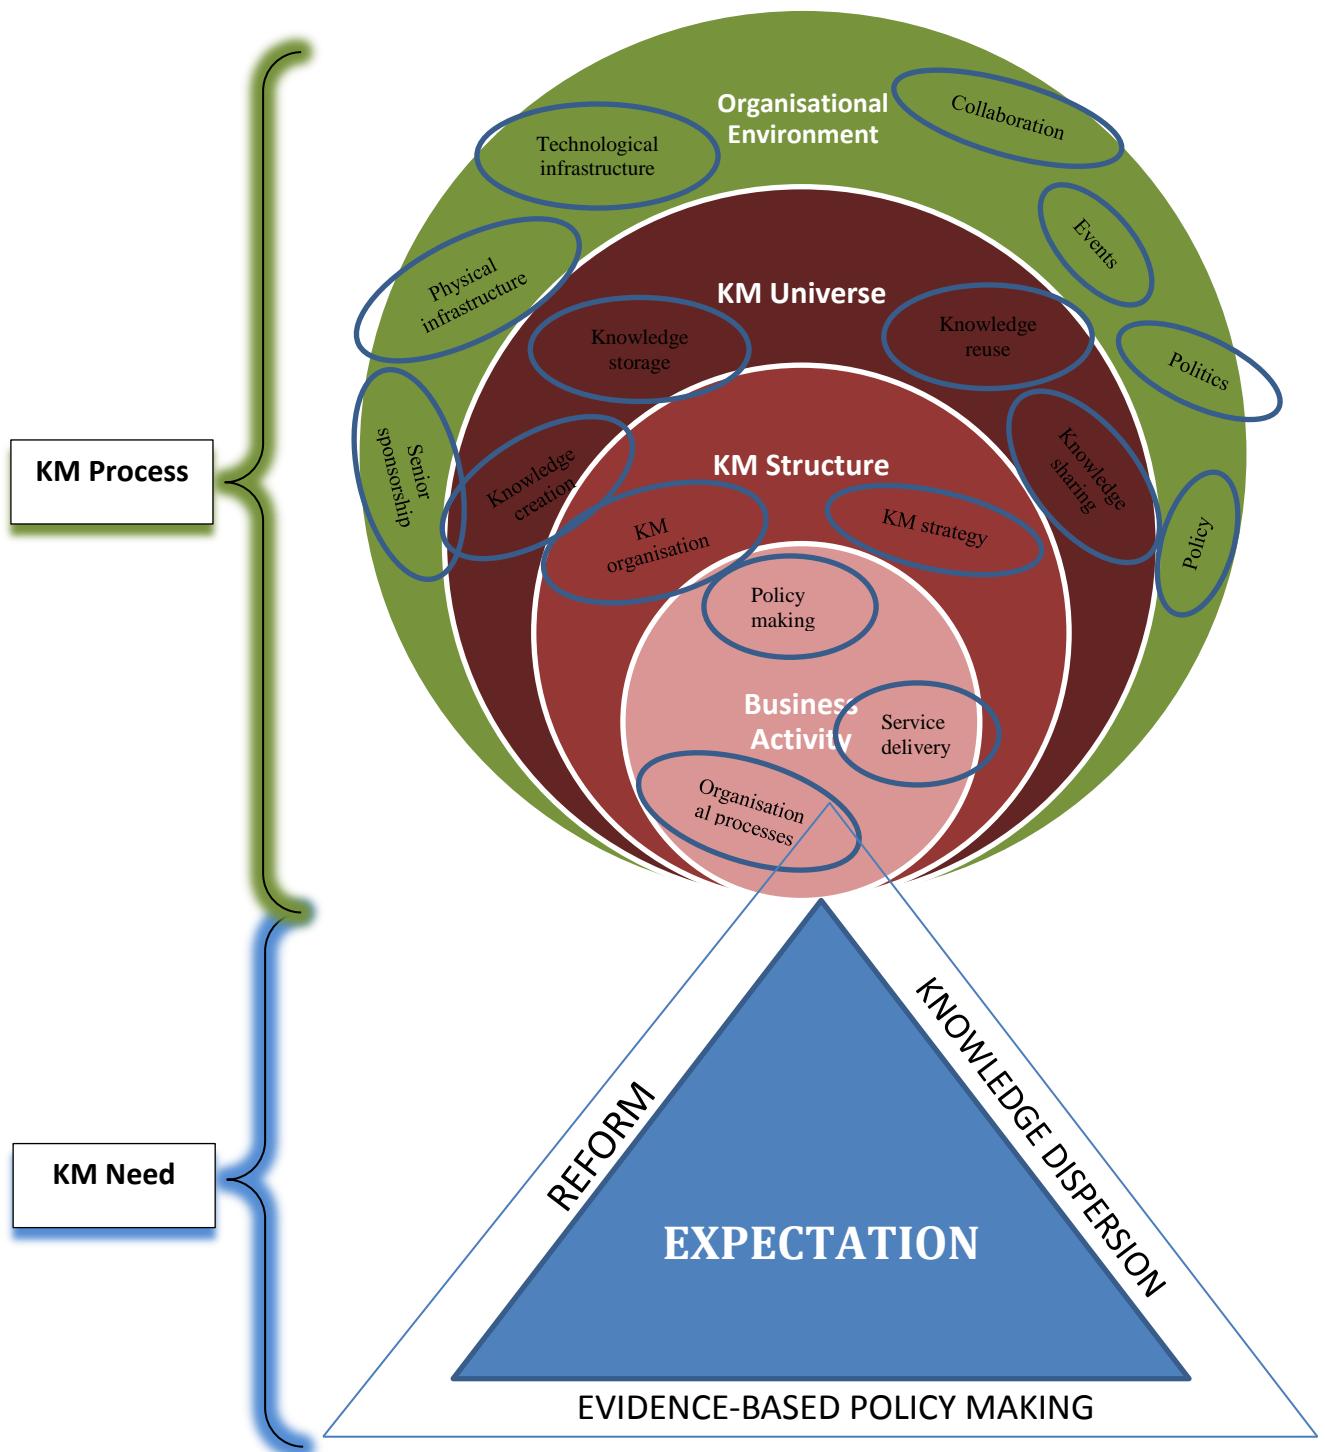 Organisational
Environment
Collaboration
Technological
infrastructure
Events
Physical
infrastructure
KM Universe
Knowledge
storage
Knowledge
reuse
Politics
Senior
sponsorship
Knowledge
creation
KM Structure
Knowledge
sharing
KM Process
KM
organisation
KM strategy
Policy
Policy
making
Business
Activity
Service
delivery
Organisation
al processes
KM Need
REFORM
KNOWLEDGE DISPERSION
EXPECTATION
EVIDENCE-BASED POLICY MAKING